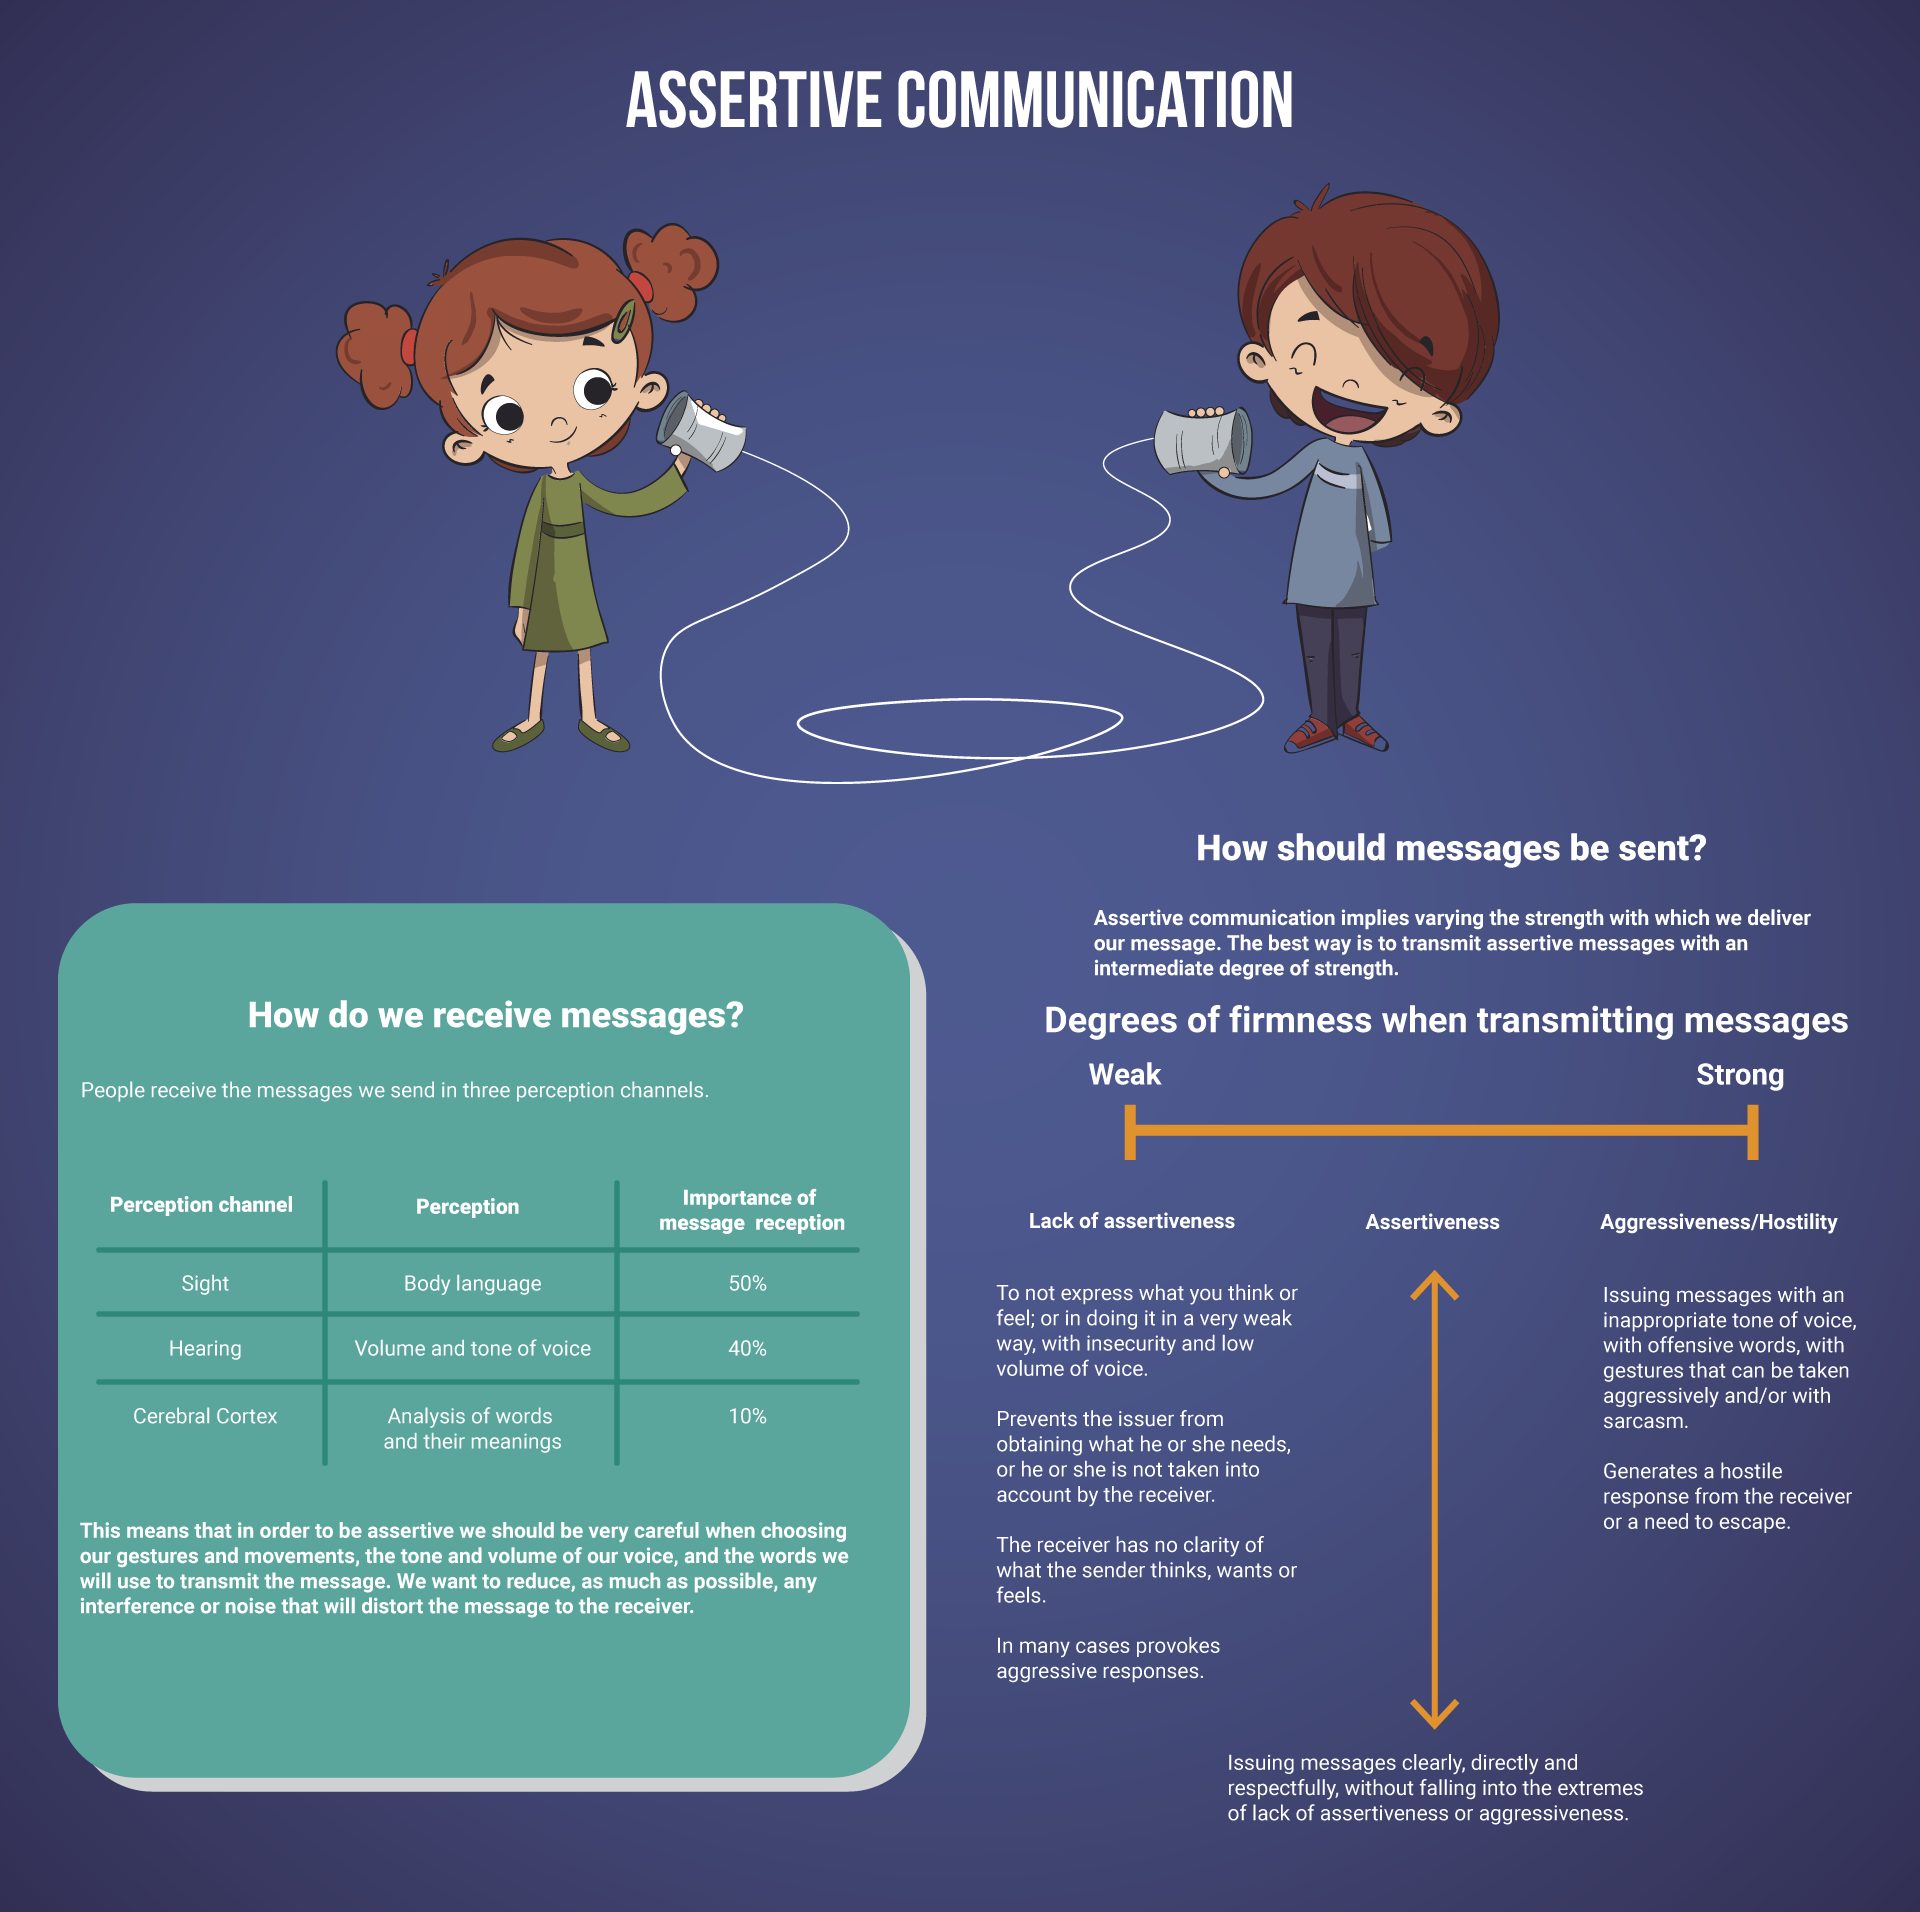 ASSERTIVE COMMUNICATION
How do we receive messages?
People receive the messages we send in three perception channels.
Perception channel
Perception
Importance of
message reception
Sight
Body language
50%
Hearing
Volume and tone of voice
40%
Cerebral Cortex
Analysis of words
and their meanings
10%
This means that in order to be assertive we should be very careful when choosing
our gestures and movements, the tone and volume of our voice, and the words we
will use to transmit the message. We want to reduce, as much as possible, any
interference or noise that will distort the message to the receiver.
How should messages be sent?
Assertive communication implies varying the strength with which we deliver
our message. The best way is to transmit assertive messages with an
intermediate degree of strength.
Degrees of firmness when transmitting messages
Weak
Strong
Lack of assertiveness
To not express what you think or
feel; or in doing it in a very weak
way, with insecurity and low
volume of voice.
Prevents the issuer from
obtaining what he or she needs,
or he or she is not taken into
account by the receiver.
The receiver has no clarity of
what the sender thinks, wants or
feels.
In many cases provokes
aggressive responses.
Assertiveness
Issuing messages clearly, directly and
respectfully, without falling into the extremes
of lack of assertiveness or aggressiveness.
Aggressiveness/Hostility
Issuing messages with an
inappropriate tone of voice,
with offensive words, with
gestures that can be taken
aggressively and/or with
sarcasm.
Generates a hostile
response from the receiver
or a need to escape.